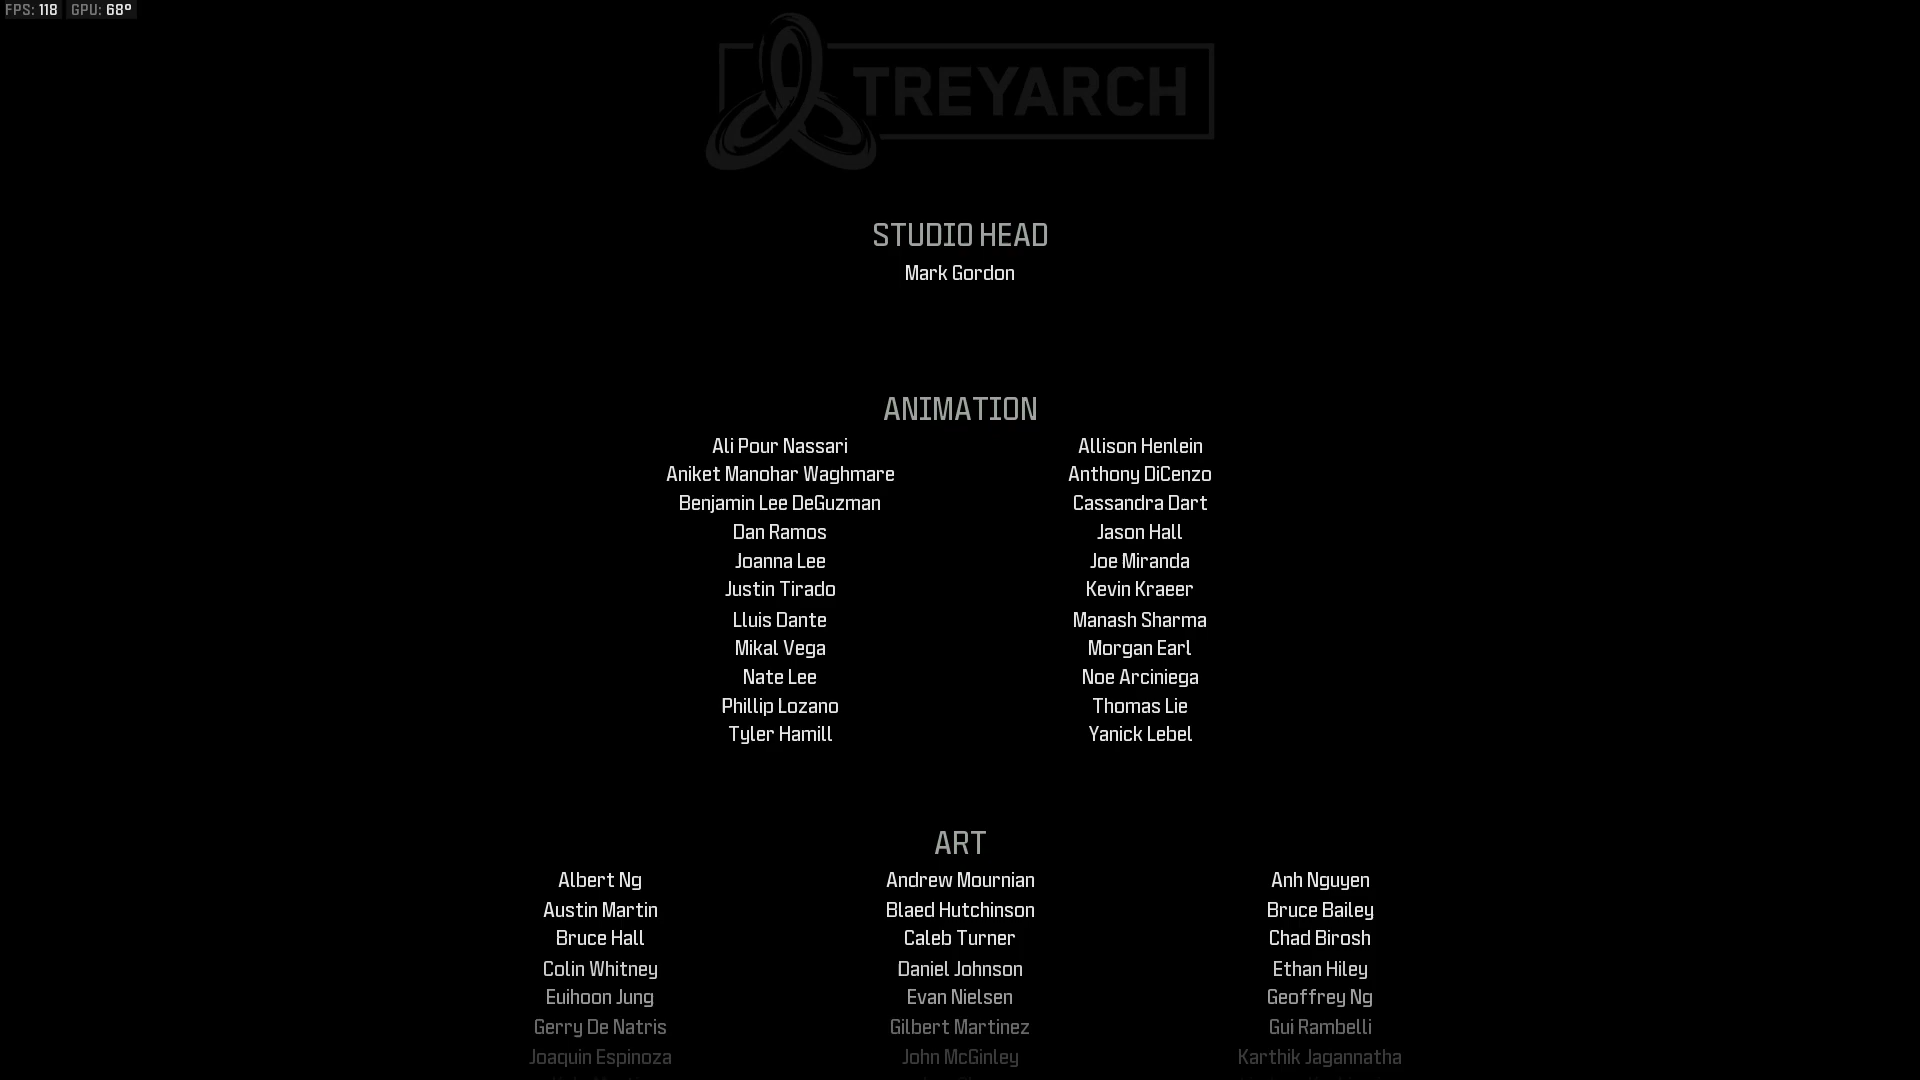 FPS: 118 GPU: 68º
TREYARCH
STUDIO HEAD
Mark Gordon
ANIMATION
Ali Pour Nassari Allison Henlein
Aniket Manohar Waghmare Anthony DiCenzo
Benjamin Lee DeGuzman Cassandra Dart
Dan Ramos Jason Hall
Joanna Lee Joe Miranda
Justin Tirado Kevin Kraeer
Lluis Dante Manash Sharma
Mikal Vega Morgan Earl
Nate Lee Noe Arciniega
Phillip Lozano Thomas Lie
Tyler Hamill Yanick Lebel
ART
Albert Ng Andrew Mournian Anh Nguyen
Austin Martin Blaed Hutchinson Bruce Bailey
Bruce Hall Caleb Turner Chad Birosh
Colin Whitney Daniel Johnson Ethan Hiley
Euihoon Jung Evan Nielsen Geoffrey Ng
Gerry De Natris Gilbert Martinez Gui Rambelli
Joaquin Espinoza John McGinley Karthik Jagannatha